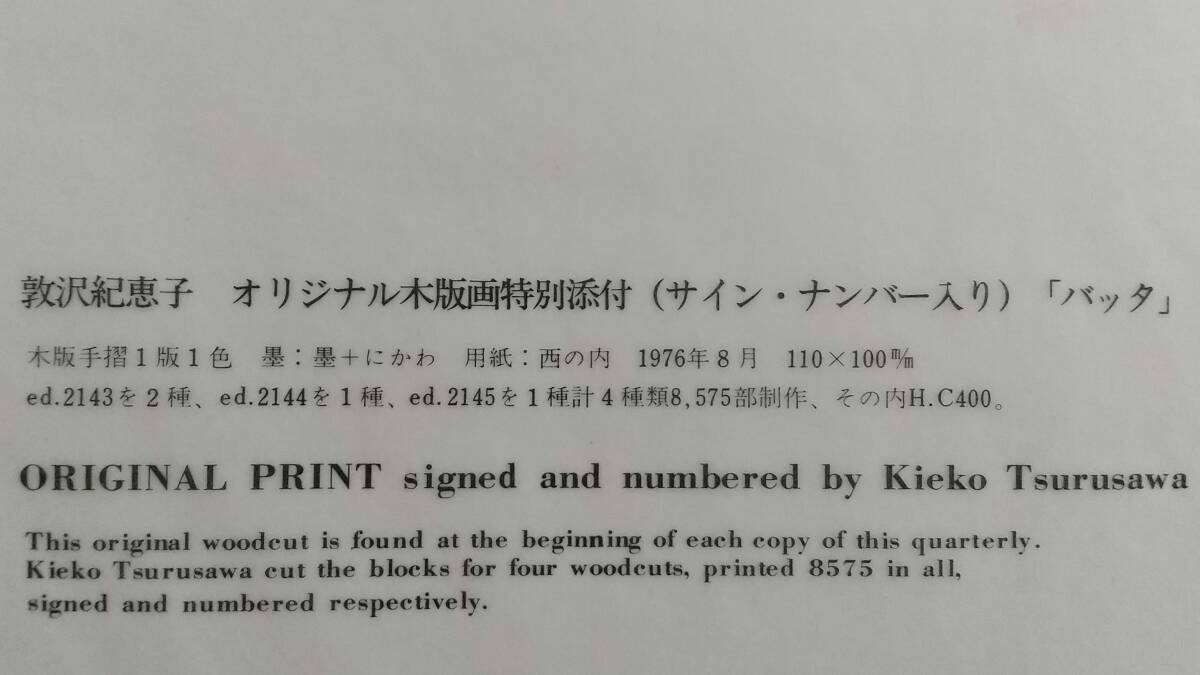 敦沢紀恵子　オリジナル木版画特別添付（サイン・ナンバー入り）「バッタ」
木版手摺１版１色　墨：墨＋にかわ　用紙：西の内　1976年８月　110×100㎜
ed.2143を２種、ed.2144を１種、ed.2145を１種計４種類8,575部制作、その内H.C400。
ORIGINAL PRINT signed and numbered by Kieko Tsurusawa
This original woodcut is found at the beginning of each copy of this quarterly.
Kieko Tsurusawa cut the blocks for four woodcuts, printed 8575 in all,
signed and numbered respectively.